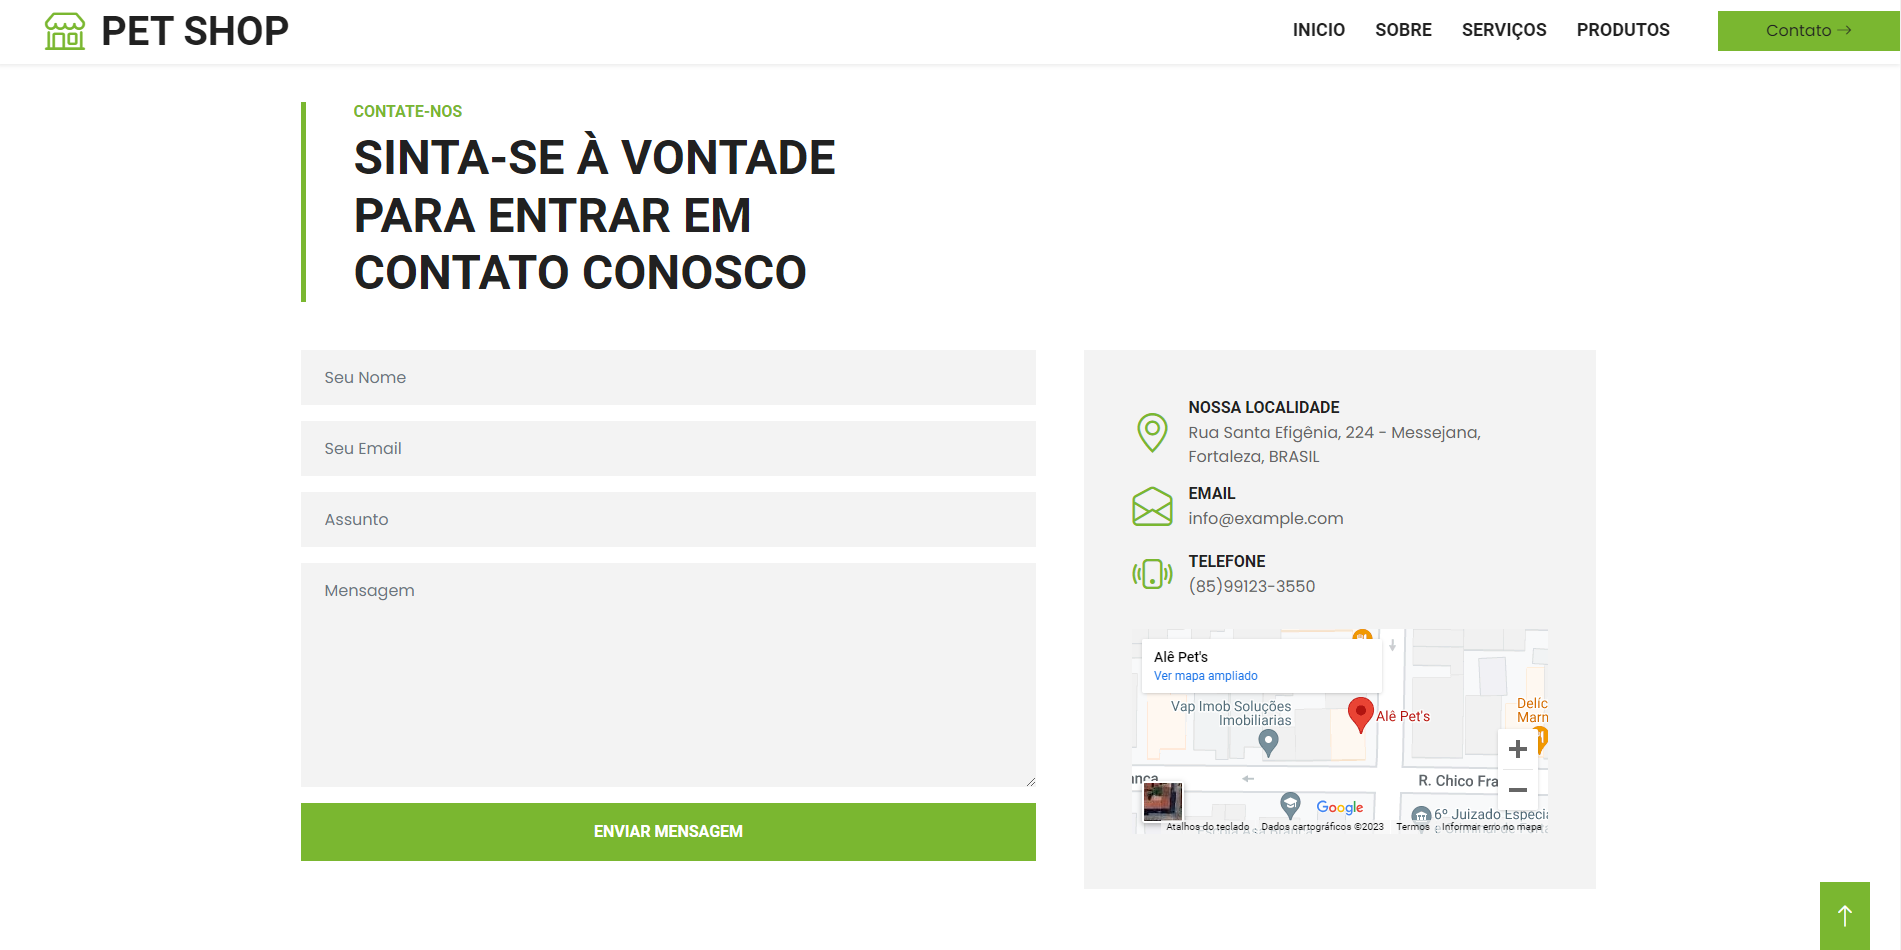 PET SHOP
INICIO
SOBRE
SERVIÇOS
PRODUTOS
Contato
CONTATE-NOS
SINTA-SE À VONTADE
PARA ENTRAR EM
CONTATO CONOSCO
Seu Nome
Seu Email
Assunto
Mensagem
ENVIAR MENSAGEM
NOSSA LOCALIDADE
Rua Santa Efigênia, 224 - Messejana,
Fortaleza, BRASIL
EMAIL
info@example.com
TELEFONE
(85)99123-3550
Alê Pet's
Ver mapa ampliado
Vap Imob Soluções
Imobiliarias
Alê Pet's
Delíc
Marn
R. Chico Fra
Google
6º Juizado Especia
Atalhos do teclado
Dados cartográficos ©2023
Termos
Informar erro no mapa